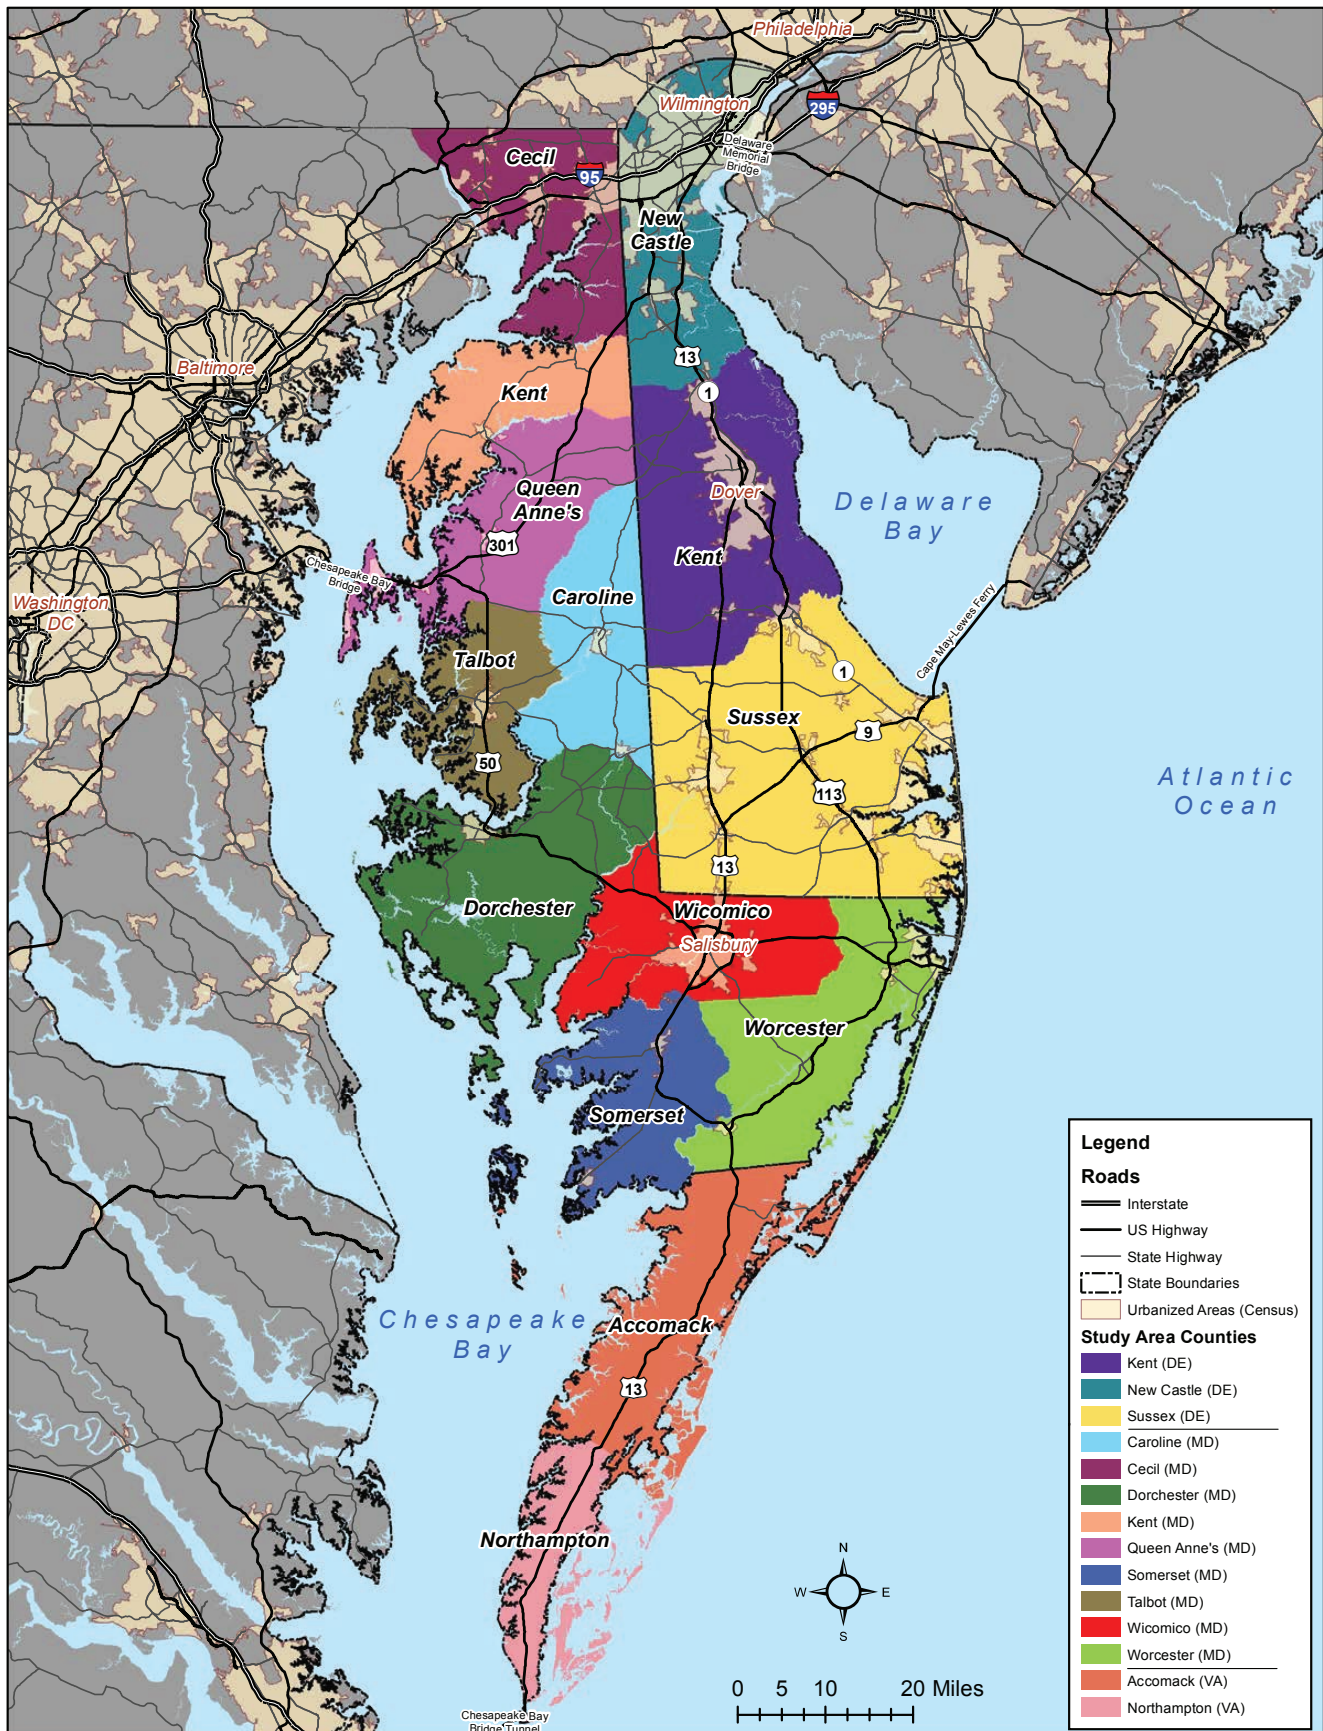 Philadelphia
Wilmington
295
Delaware
Memorial
Bridge
Cecil
95
New
Castle
13
Baltimore
Kent
1
Queen
Anne's
Dover
Delaware
Bay
301
Kent
Chesapeake Bay
Bridge
Caroline
Washington
DC
Cape May-Lewes Ferry
Talbot
1
Sussex
9
50
113
Atlantic
Ocean
13
Dorchester
Wicomico
Salisbury
Worcester
Somerset
Chesapeake
Bay
Accomack
13
Northampton
Chesapeake Bay
Bridge Tunnel
N
W
E
S
0 5 10 20 Miles
Legend
Roads
Interstate
US Highway
State Highway
State Boundaries
Urbanized Areas (Census)
Study Area Counties
Kent (DE)
New Castle (DE)
Sussex (DE)
Caroline (MD)
Cecil (MD)
Dorchester (MD)
Kent (MD)
Queen Anne's (MD)
Somerset (MD)
Talbot (MD)
Wicomico (MD)
Worcester (MD)
Accomack (VA)
Northampton (VA)